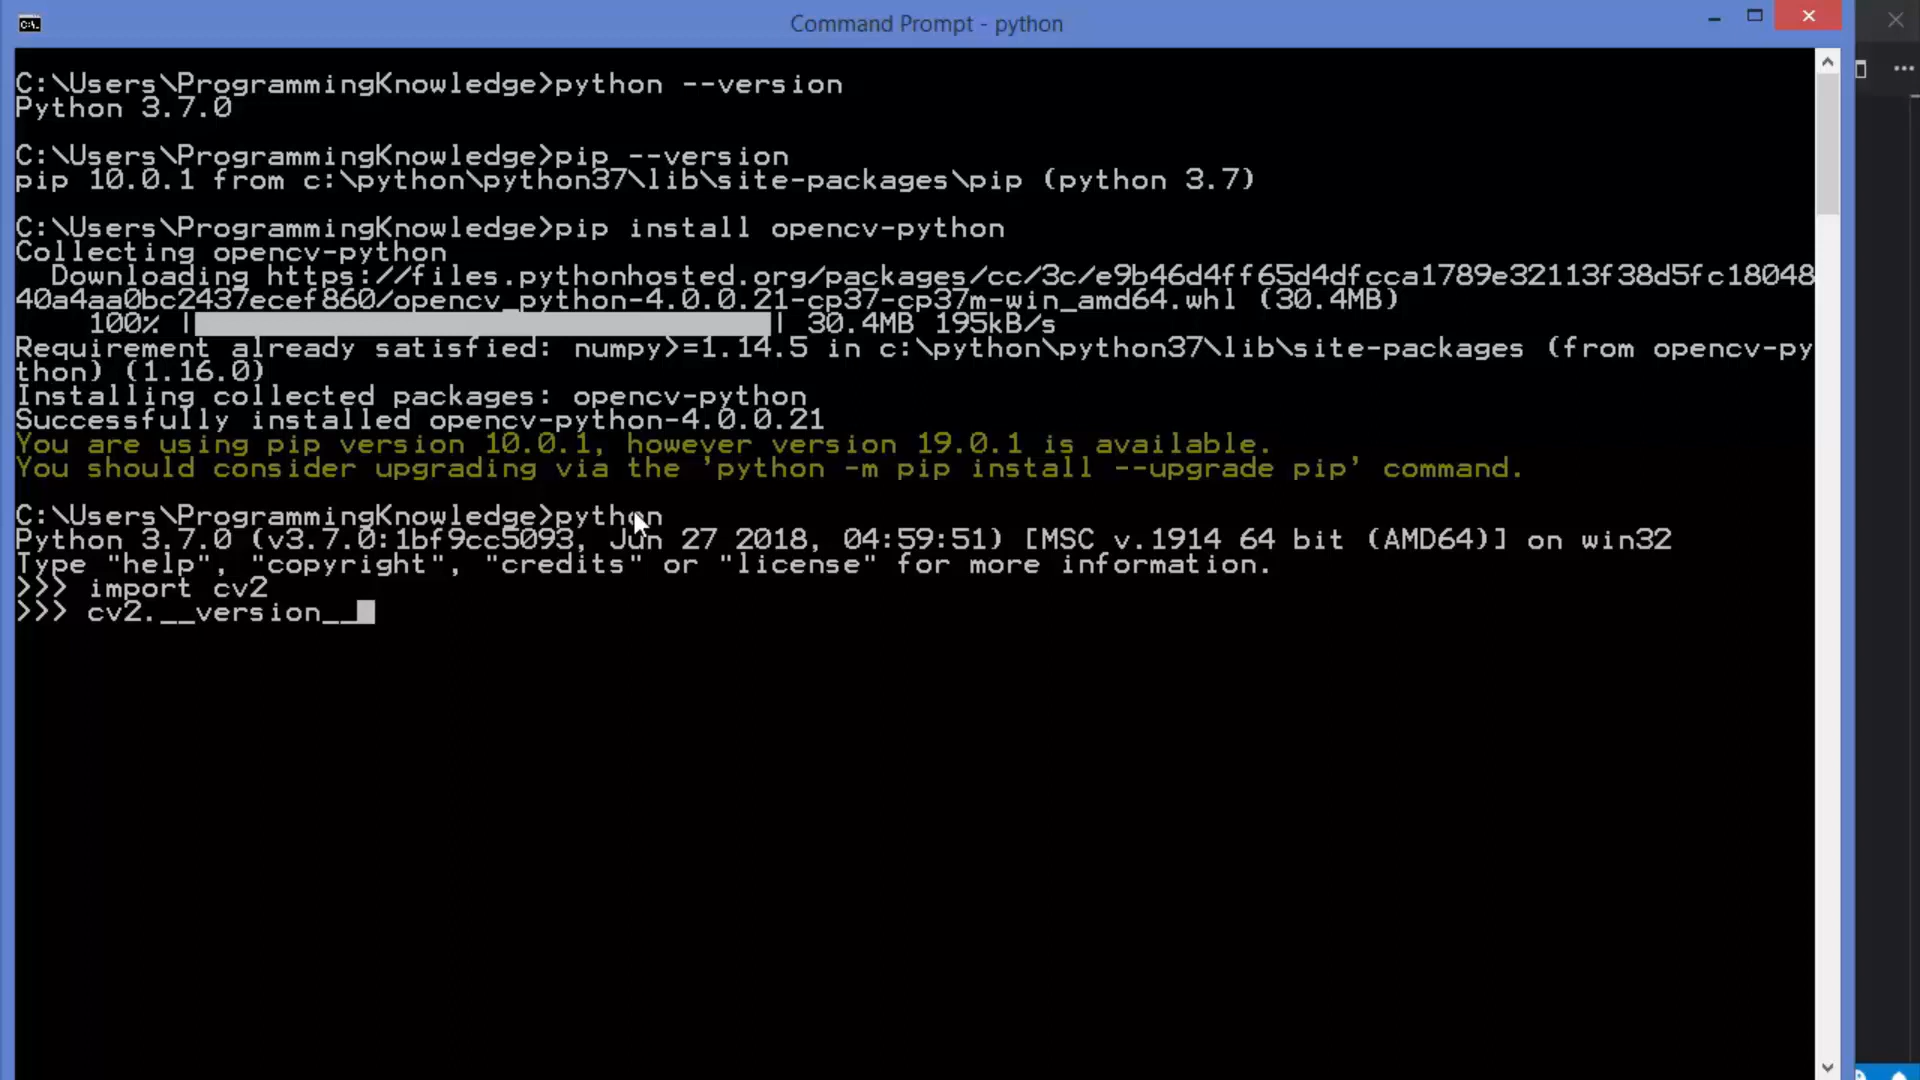 Command Prompt - python
C:\Users\ProgrammingKnowledge>python --version
Python 3.7.0
C:\Users\ProgrammingKnowledge>pip --version
pip 10.0.1 from c:\python\python37\lib\site-packages\pip (python 3.7)
C:\Users\ProgrammingKnowledge>pip install opencv-python
Collecting opencv-python
Downloading https://files.pythonhosted.org/packages/cc/3c/e9b46d4ff65d4dfcca1789e32113f38d5fc18048
40a4aa0bc2437ecef860/opencv_python-4.0.0.21-cp37-cp37m-win_amd64.whl (30.4MB)
100% | | 30.4MB 195kB/s
Requirement already satisfied: numpy>=1.14.5 in c:\python\python37\lib\site-packages (from opencv-py
thon) (1.16.0)
Installing collected packages: opencv-python
Successfully installed opencv-python-4.0.0.21
You are using pip version 10.0.1, however version 19.0.1 is available.
You should consider upgrading via the 'python -m pip install --upgrade pip' command.
C:\Users\ProgrammingKnowledge>python
Python 3.7.0 (v3.7.0:1bf9cc5093, Jun 27 2018, 04:59:51) [MSC v.1914 64 bit (AMD64)] on win32
Type "help", "copyright", "credits" or "license" for more information.
>>> import cv2
>>> cv2.__version__